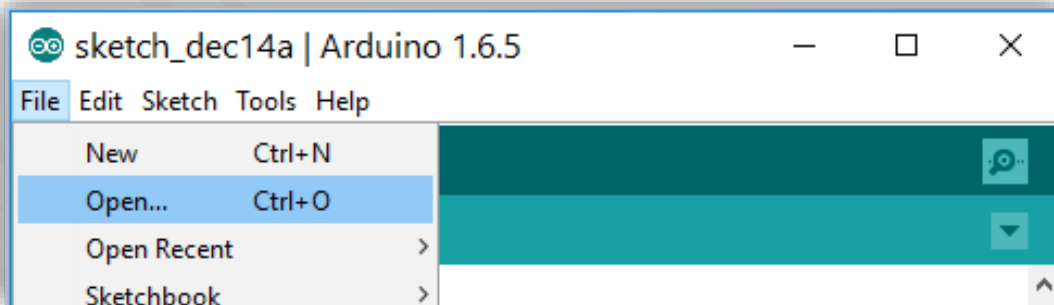 sketch_dec14a | Arduino 1.6.5
File Edit Sketch Tools Help
New Ctrl+N
Open... Ctrl+O
Open Recent
Sketchbook